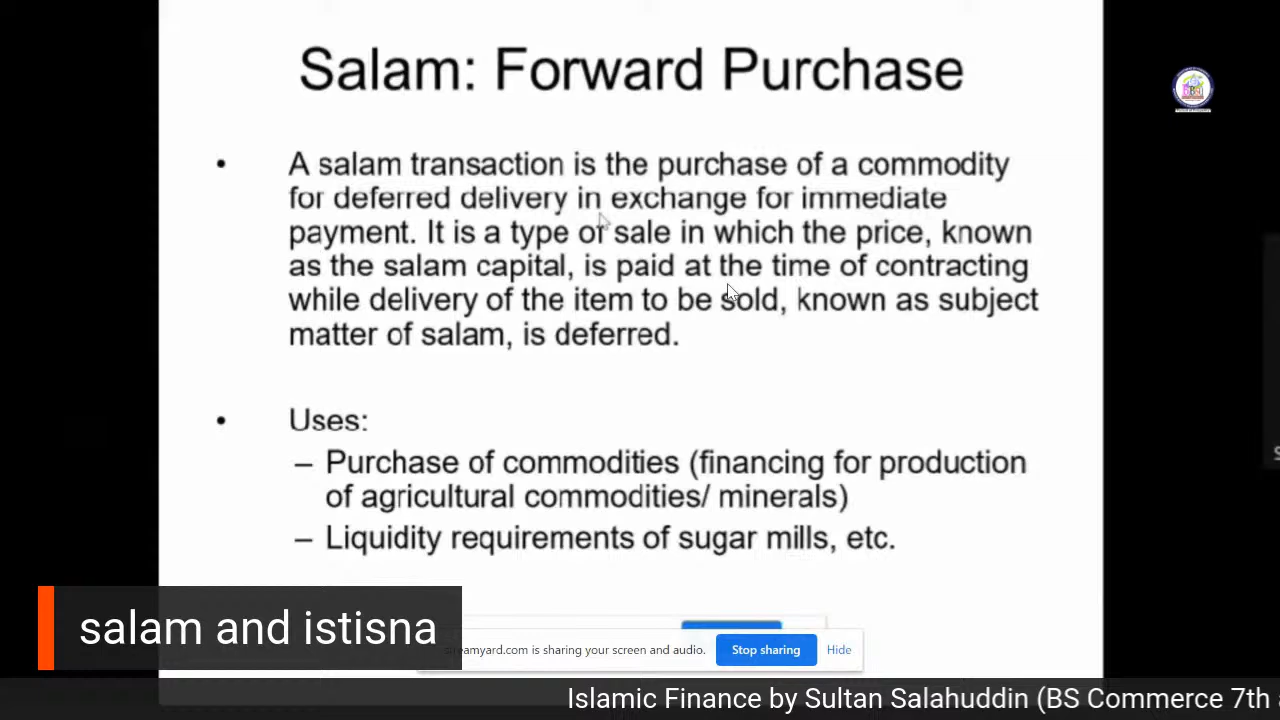 Salam: Forward Purchase
• A salam transaction is the purchase of a commodity
for deferred delivery in exchange for immediate
payment. It is a type of sale in which the price, known
as the salam capital, is paid at the time of contracting
while delivery of the item to be sold, known as subject
matter of salam, is deferred.
• Uses:
– Purchase of commodities (financing for production
of agricultural commodities/ minerals)
– Liquidity requirements of sugar mills, etc.
salam and istisna
is sharing your screen and audio. Stop sharing Hide
Islamic Finance by Sultan Salahuddin (BS Commerce 7th